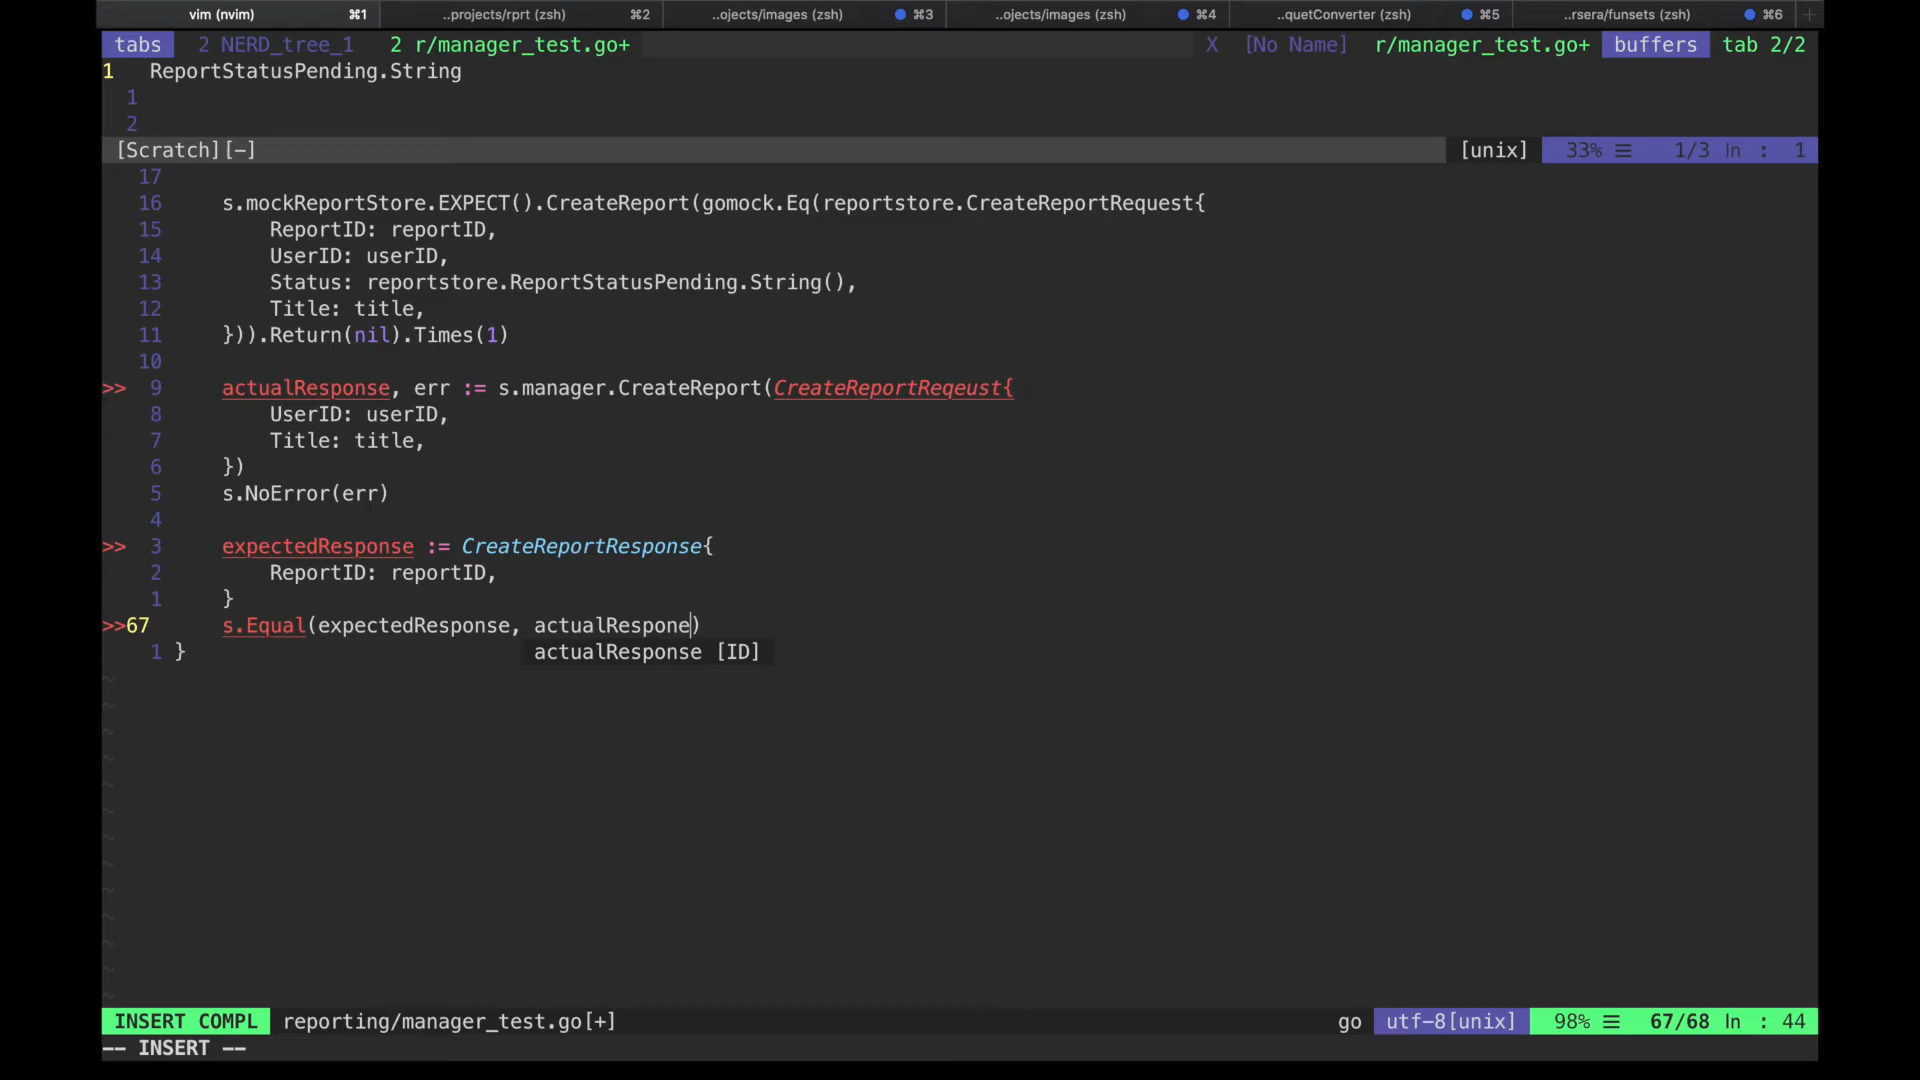 vim (nvim) ⌘1 ..projects/rprt (zsh) ⌘2 ..ojects/images (zsh) ⌘3 ..ojects/images (zsh) ⌘4 ..quetConverter (zsh) ⌘5 ..rsera/funsets (zsh) ⌘6
tabs 2 NERD_tree_1 2 r/manager_test.go+ X [No Name] r/manager_test.go+ buffers tab 2/2
1 ReportStatusPending.String
1
2
[Scratch][-] [unix] 33% ☰ 1/3 ln : 1
17
16 s.mockReportStore.EXPECT().CreateReport(gomock.Eq(reportstore.CreateReportRequest{
15 ReportID: reportID,
14 UserID: userID,
13 Status: reportstore.ReportStatusPending.String(),
12 Title: title,
11 })).Return(nil).Times(1)
10
>> 9 actualResponse, err := s.manager.CreateReport(CreateReportReqeust{
8 UserID: userID,
7 Title: title,
6 })
5 s.NoError(err)
4
>> 3 expectedResponse := CreateReportResponse{
2 ReportID: reportID,
1 }
>>67 s.Equal(expectedResponse, actualRespone)
1 } actualResponse [ID]
~
~
~
~
~
~
~
~
~
~
~
~
~
INSERT COMPL reporting/manager_test.go[+] go utf-8[unix] 98% ☰ 67/68 ln : 44
-- INSERT --